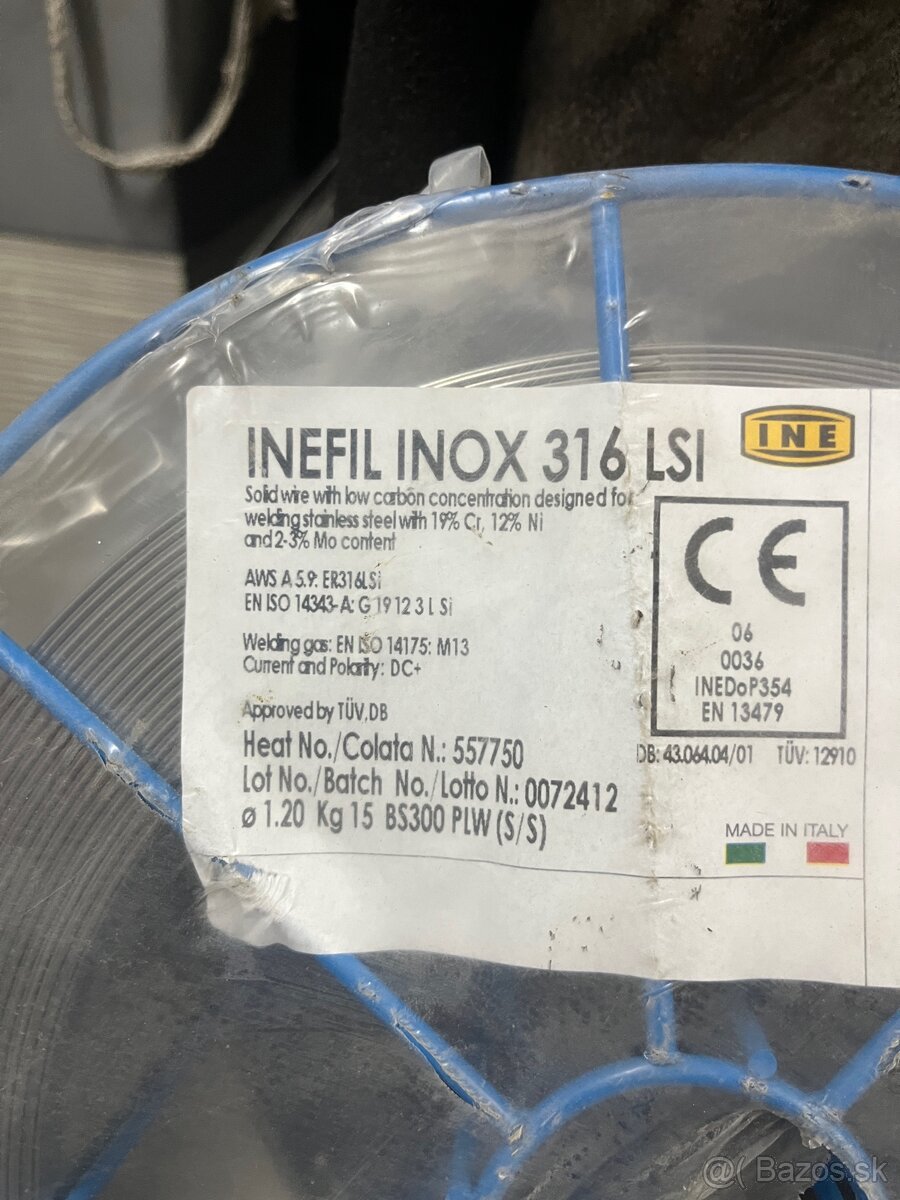 INEFIL INOX 316 LSI
INE
Solid wire with low carbon concentration designed for
welding stainless steel with 19% Cr, 12% Ni
and 2-3% Mo content
AWS A 5.9: ER316LSi
EN ISO 14343-A: G 19 12 3 L Si
Welding gas: EN ISO 14175: M13
Current and Polarity: DC+
Approved by TÜV,DB
Heat No./Colata N.: 557750
Lot No./Batch No./Lotto N.: 0072412
ø 1.20 Kg 15 BS300 PLW (S/S)
CE
06
0036
INEDoP354
EN 13479
DB: 43.064.04/01 TÜV: 12910
MADE IN ITALY
@( Bazos.sk